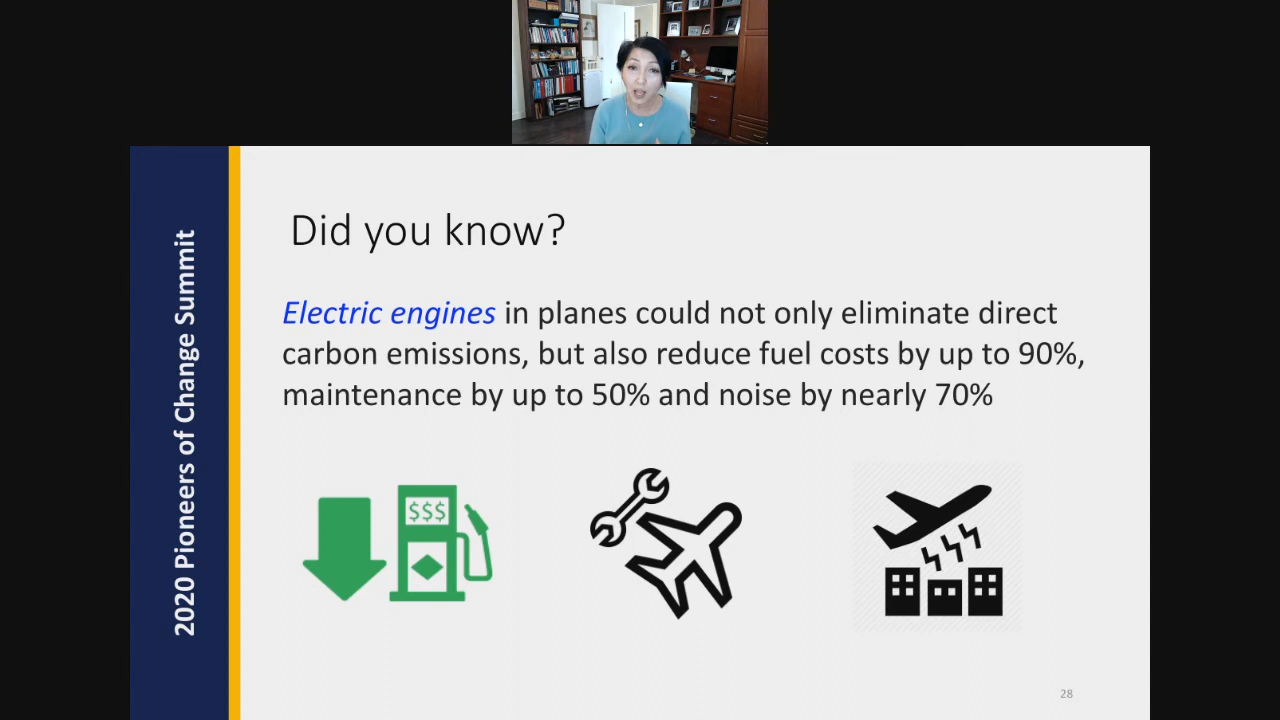 2020 Pioneers of Change Summit
Did you know?
Electric engines in planes could not only eliminate direct
carbon emissions, but also reduce fuel costs by up to 90%,
maintenance by up to 50% and noise by nearly 70%
$$$
28